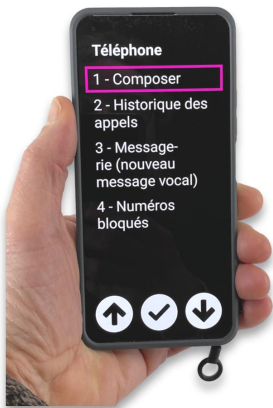 Téléphone
1 - Composer
2 - Historique des
appels
3 - Message-
rie (nouveau
message vocal)
4 - Numéros
bloqués